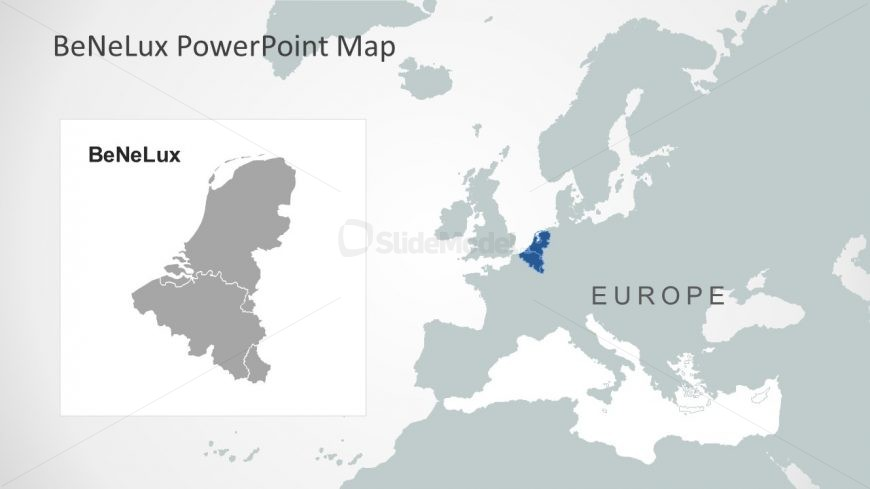 BeNeLux PowerPoint Map
BeNeLux
SlideModel
EUROPE